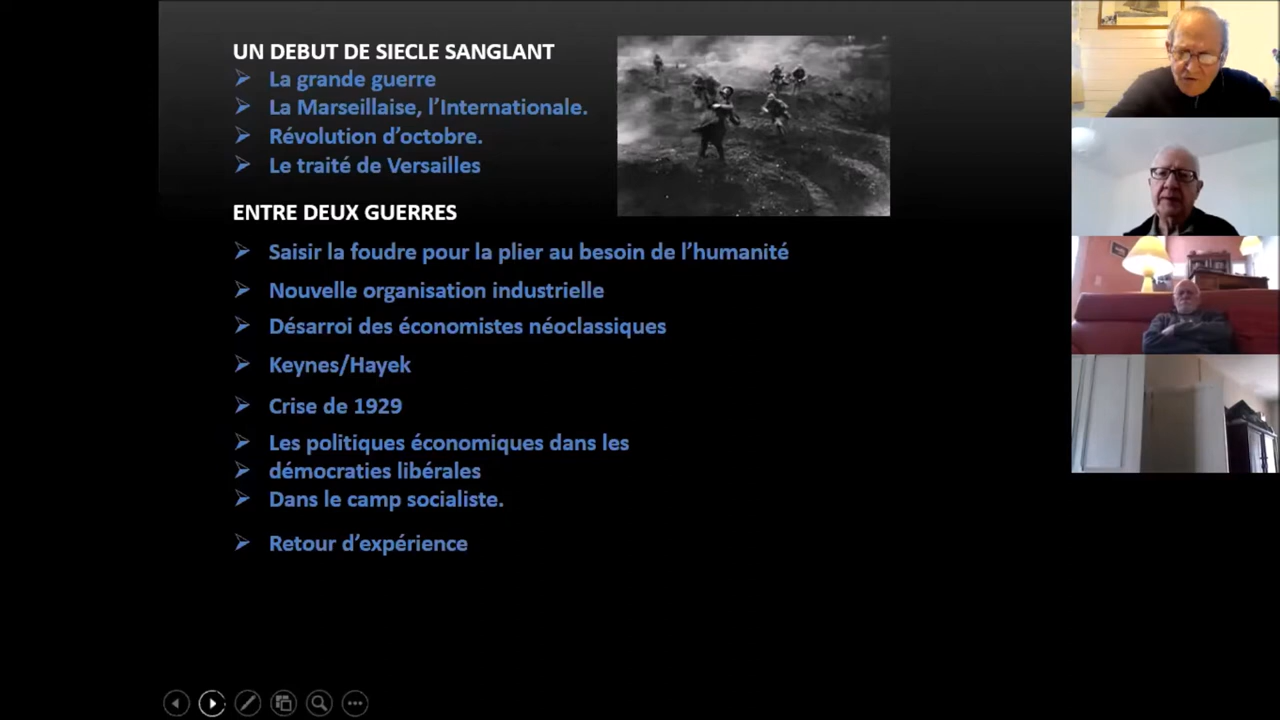 UN DEBUT DE SIECLE SANGLANT
La grande guerre
La Marseillaise, l’Internationale.
Révolution d’octobre.
Le traité de Versailles
ENTRE DEUX GUERRES
Saisir la foudre pour la plier au besoin de l’humanité
Nouvelle organisation industrielle
Désarroi des économistes néoclassiques
Keynes/Hayek
Crise de 1929
Les politiques économiques dans les
démocraties libérales
Dans le camp socialiste.
Retour d’expérience